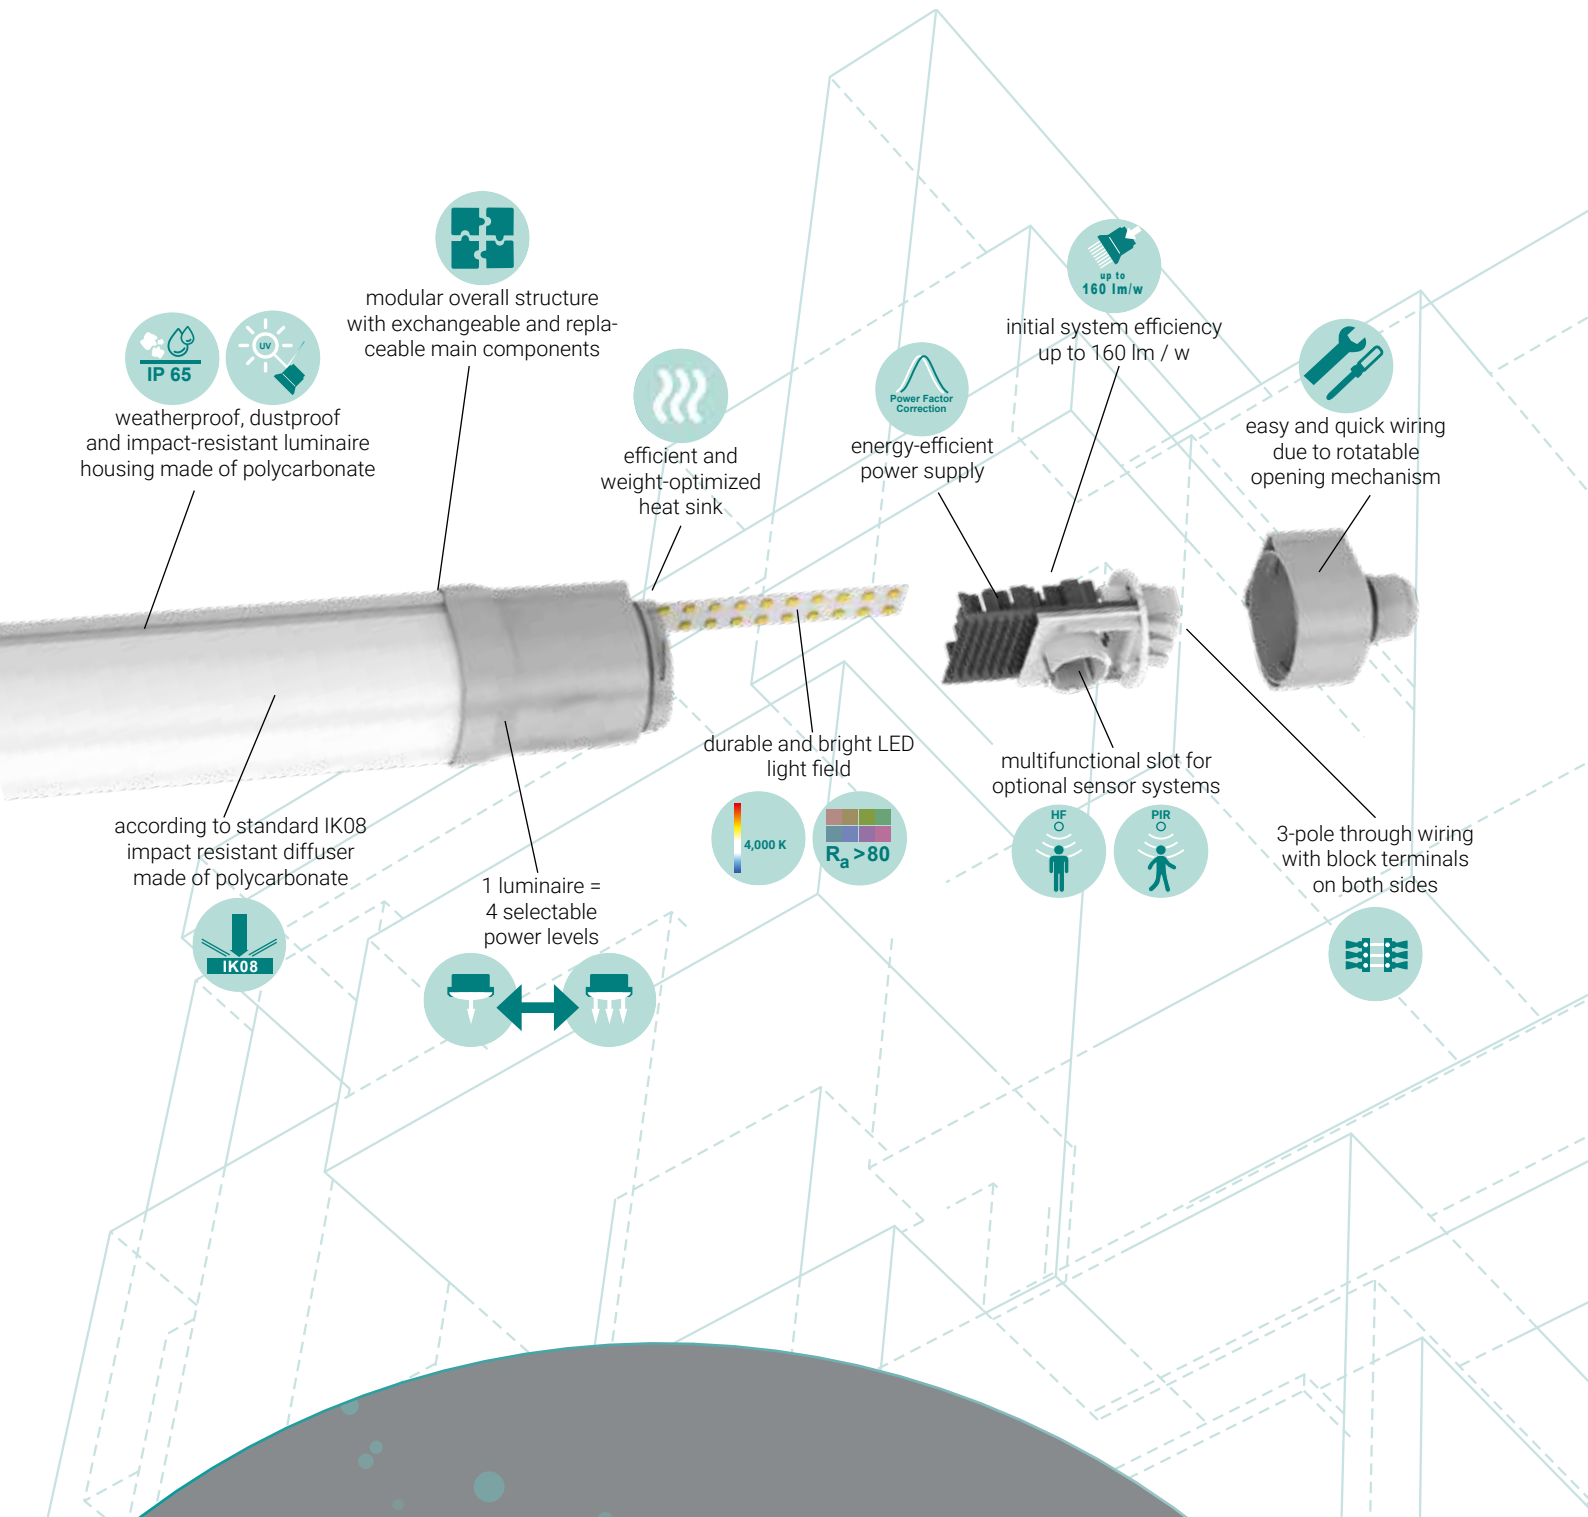 modular overall structure
with exchangeable and repla-
ceable main components
up to
160 lm/w
initial system efficiency
up to 160 lm / w
IP 65
UV
weatherproof, dustproof
and impact-resistant luminaire
housing made of polycarbonate
efficient and
weight-optimized
heat sink
Power Factor
Correction
energy-efficient
power supply
easy and quick wiring
due to rotatable
opening mechanism
according to standard IK08
impact resistant diffuser
made of polycarbonate
IK08
1 luminaire =
4 selectable
power levels
durable and bright LED
light field
4,000 K
Ra >80
multifunctional slot for
optional sensor systems
HF
PIR
3-pole through wiring
with block terminals
on both sides